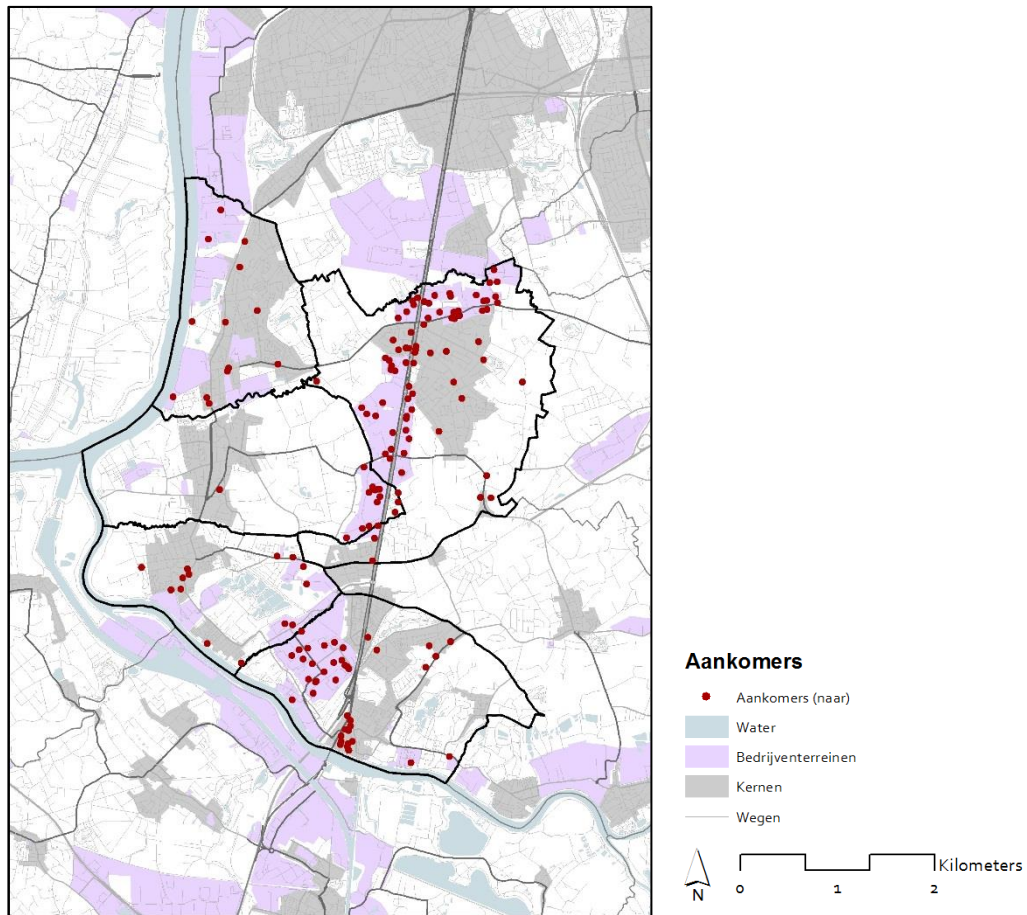 Aankomers
Aankomers (naar)
Water
Bedrijventerreinen
Kernen
Wegen
N
Kilometers
0 1 2